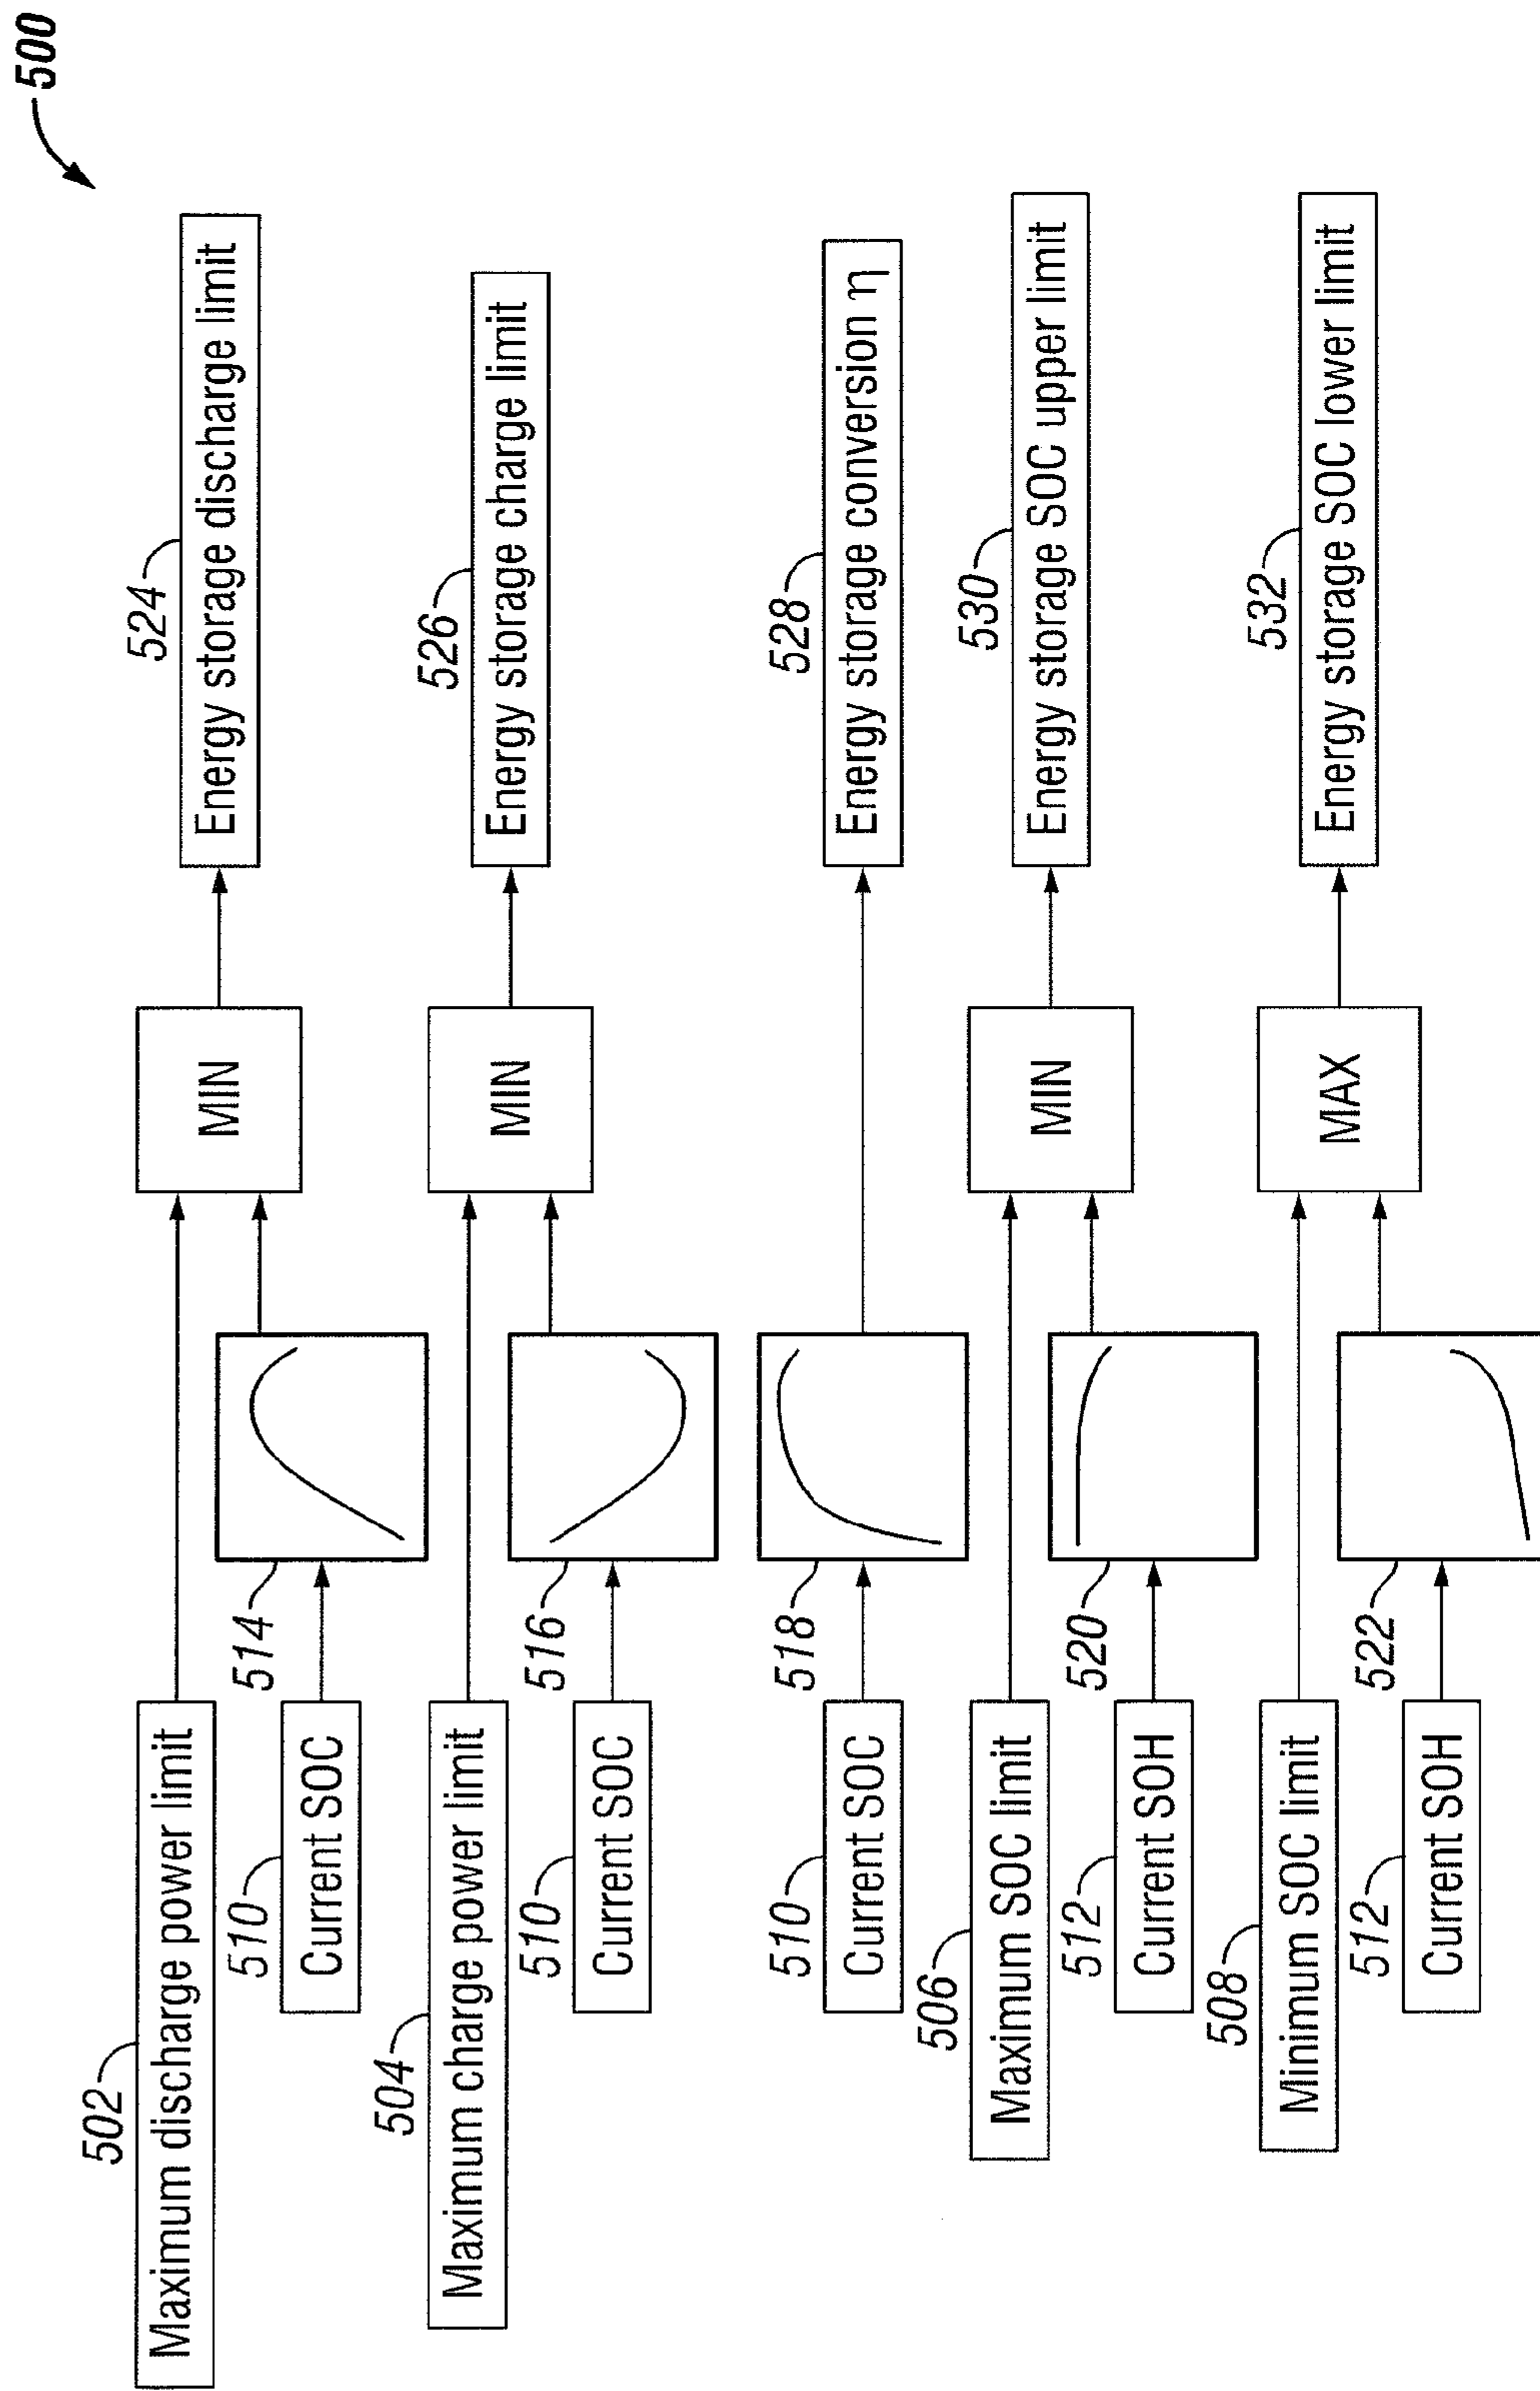 500
502
Maximum discharge power limit
510
Current SOC
514
MIN
524
Energy storage discharge limit
504
Maximum charge power limit
510
Current SOC
516
MIN
526
Energy storage charge limit
510
Current SOC
518
528
Energy storage conversion η
506
Maximum SOC limit
512
Current SOH
520
MIN
530
Energy storage SOC upper limit
508
Minimum SOC limit
512
Current SOH
522
MAX
532
Energy storage SOC lower limit